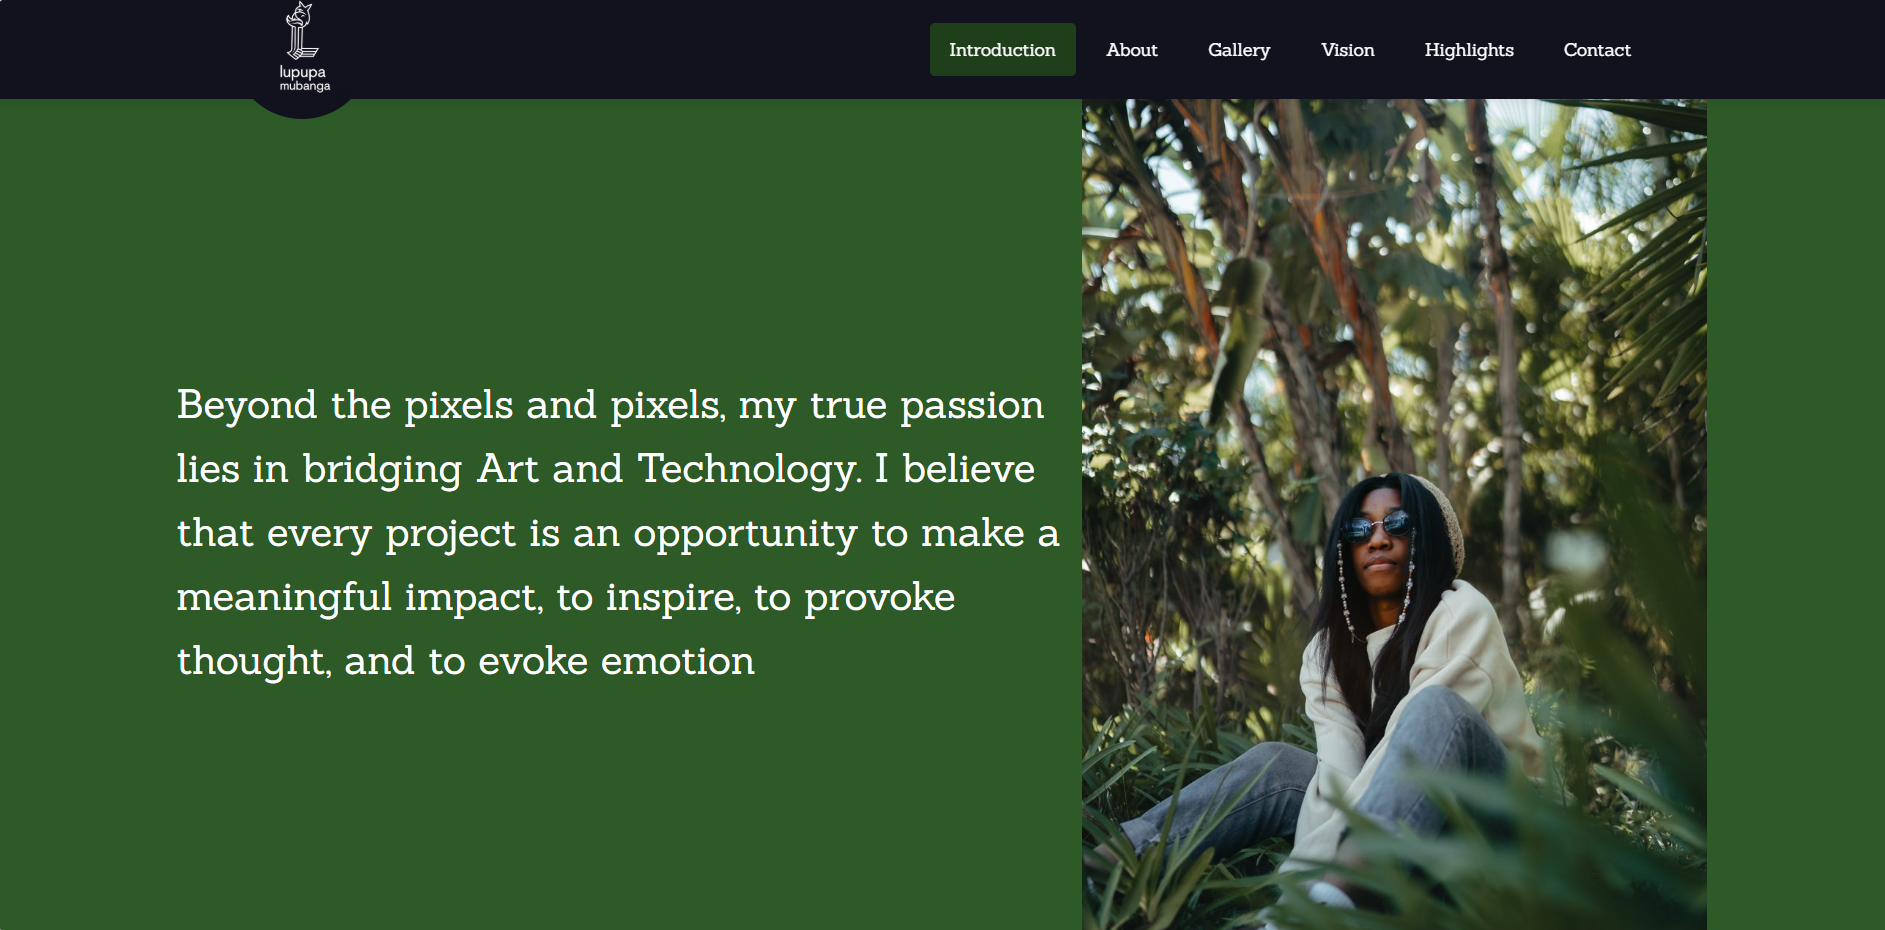 lupupa
mubanga
Introduction About Gallery Vision Highlights Contact
Beyond the pixels and pixels, my true passion
lies in bridging Art and Technology. I believe
that every project is an opportunity to make a
meaningful impact, to inspire, to provoke
thought, and to evoke emotion